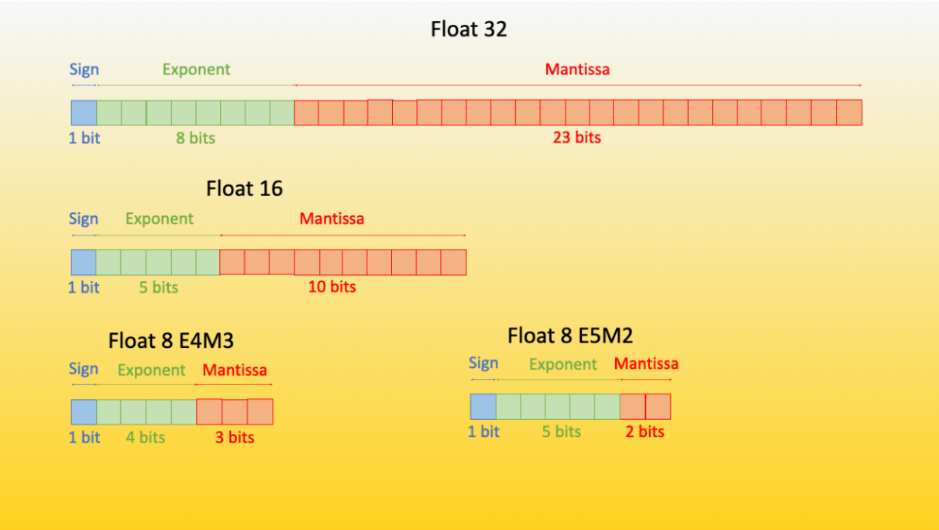 Float 32
Sign Exponent Mantissa
1 bit 8 bits 23 bits
Float 16
Sign Exponent Mantissa
1 bit 5 bits 10 bits
Float 8 E4M3
Sign Exponent Mantissa
1 bit 4 bits 3 bits
Float 8 E5M2
Sign Exponent Mantissa
1 bit 5 bits 2 bits